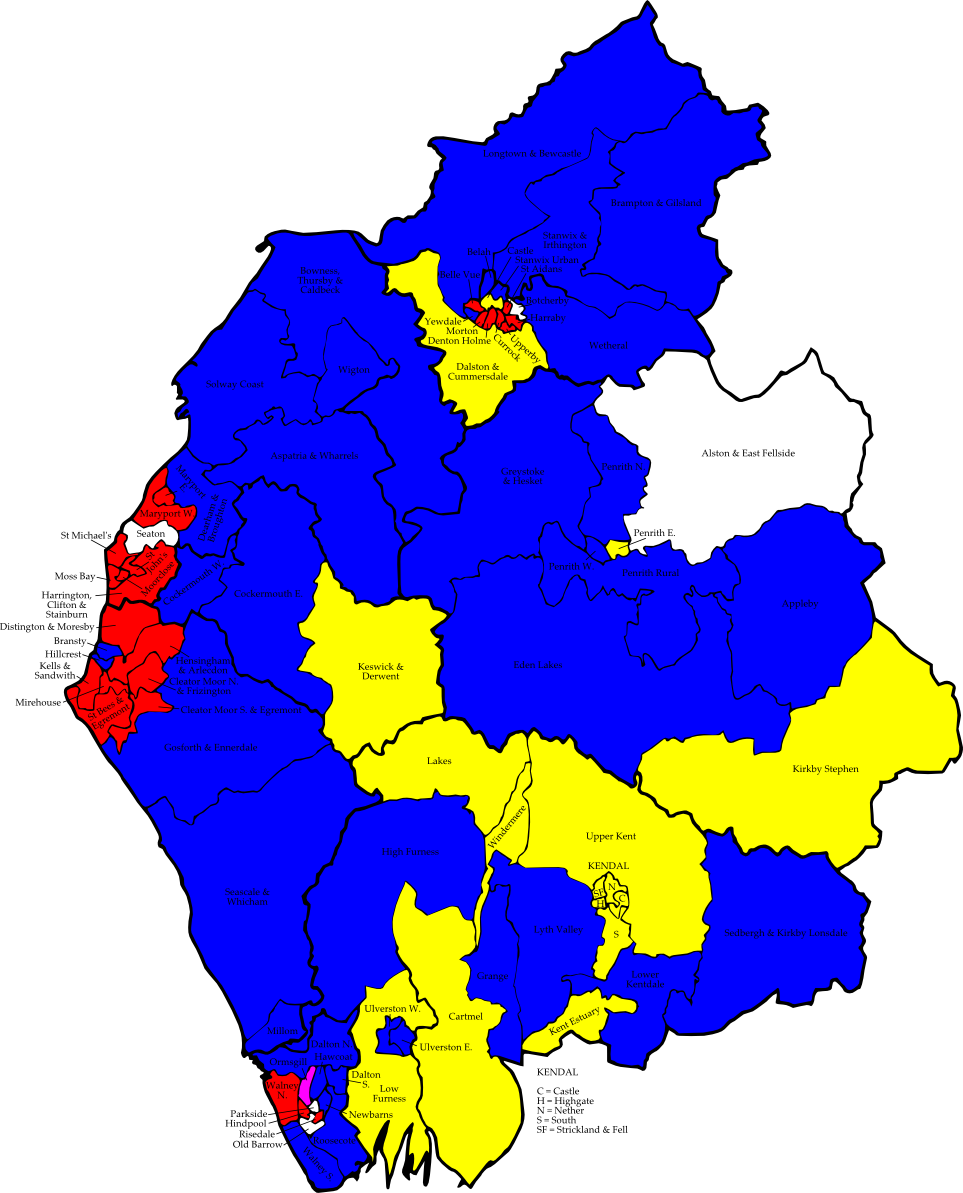 Longtown & Bewcastle
Brampton & Gilsland
Stanwix &
Irthington
Belah
Castle
Stanwix Urban
St Aidans
Belle Vue
Botcherby
Harraby
Yewdale
Morton
Denton Holme
Currock
Upperby
Wetheral
Dalston &
Cummersdale
Bowness,
Thursby &
Caldbeck
Solway Coast
Wigton
Aspatria & Wharrels
Greystoke
& Hesket
Penrith N.
Alston & East Fellside
Maryport
E.
Maryport W.
Dearham &
Broughton
Seaton
St Michael's
St
John's
Moorclose
Moss Bay
Harrington,
Clifton &
Stainburn
Cockermouth W.
Cockermouth E.
Penrith E.
Penrith W.
Penrith Rural
Appleby
Distington & Moresby
Bransty
Hillcrest
Kells &
Sandwith
Mirehouse
Hensingham
& Arlecdon
Cleator Moor N.
& Frizington
Cleator Moor S. & Egremont
St Bees &
Egremont
Keswick &
Derwent
Eden Lakes
Gosforth & Ennerdale
Lakes
Kirkby Stephen
Windermere
Upper Kent
High Furness
KENDAL
SF
N
H
C
S
Seascale &
Whicham
Lyth Valley
Sedbergh & Kirkby Lonsdale
Grange
Lower
Kentdale
Ulverston W.
Cartmel
Kent Estuary
Millom
Ulverston E.
Dalton N.
Hawcoat
Ormsgill
Walney
N.
Dalton
S.
Low
Furness
Parkside
Hindpool
Risedale
Old Barrow
Newbarns
Roosecote
Walney S.
KENDAL
C = Castle
H = Highgate
N = Nether
S = South
SF = Strickland & Fell